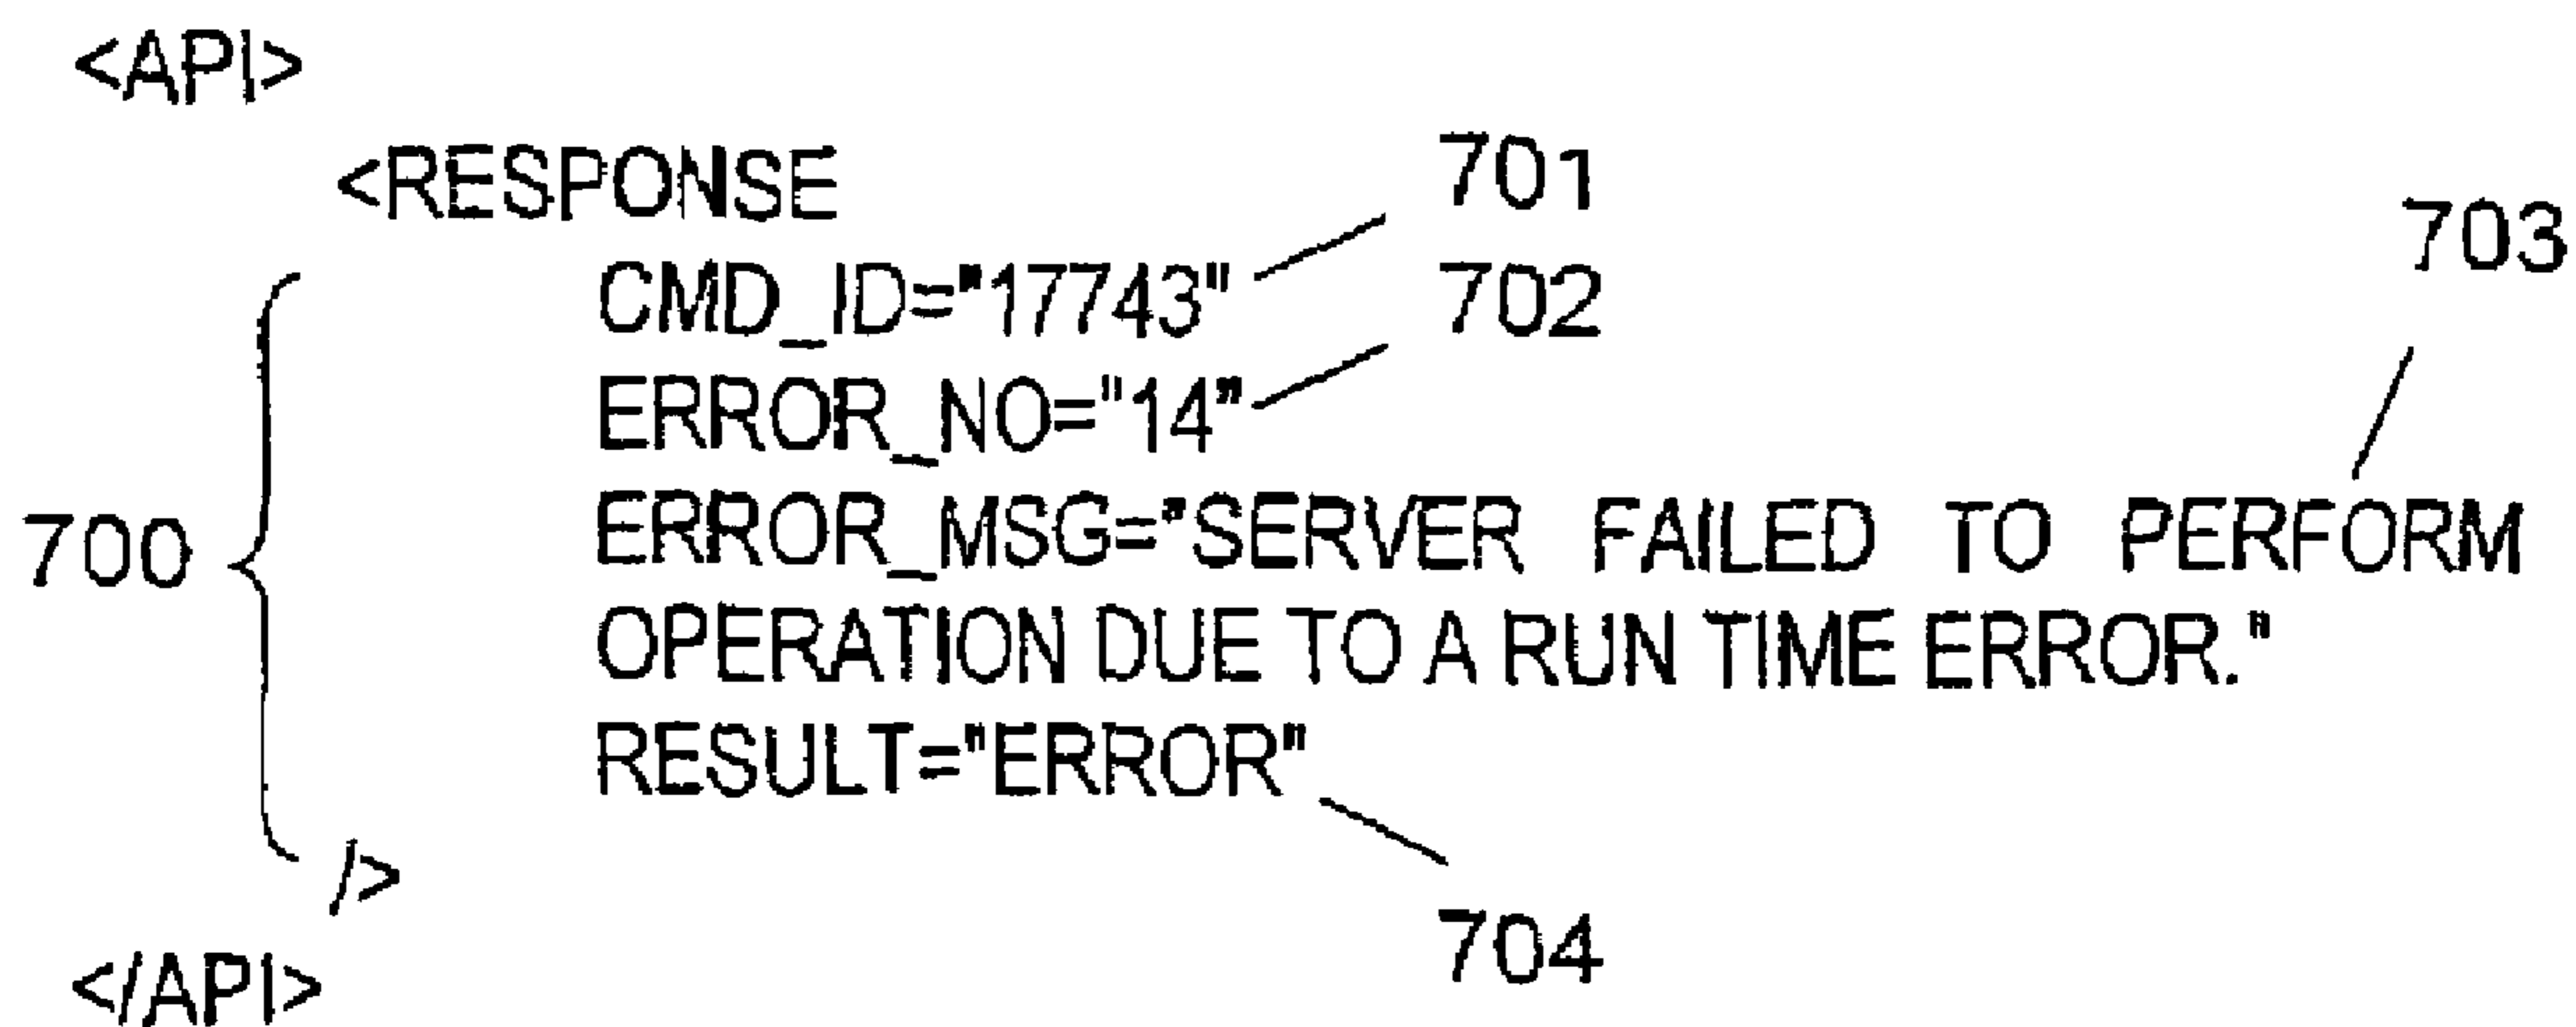 <API>
<RESPONSE 701
703
CMD_ID="17743" 702
ERROR_NO="14"
700 ERROR_MSG="SERVER FAILED TO PERFORM
OPERATION DUE TO A RUN TIME ERROR."
RESULT="ERROR"
/>
704
</API>